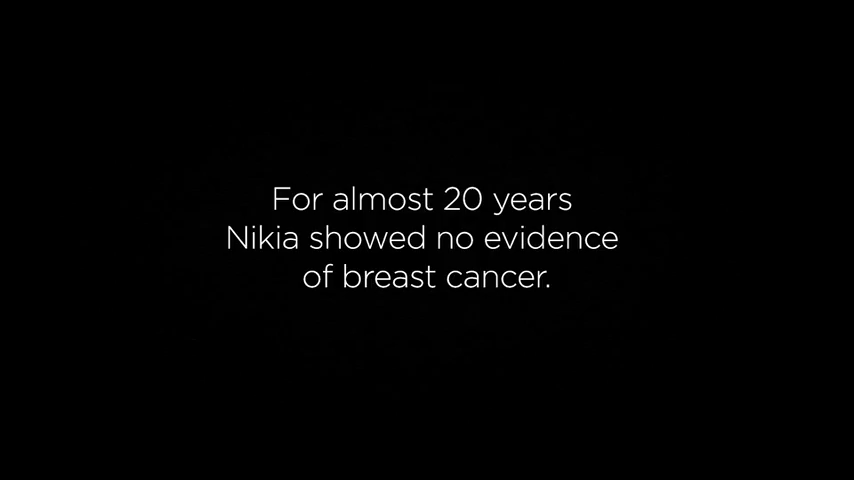 For almost 20 years
Nikia showed no evidence
of breast cancer.